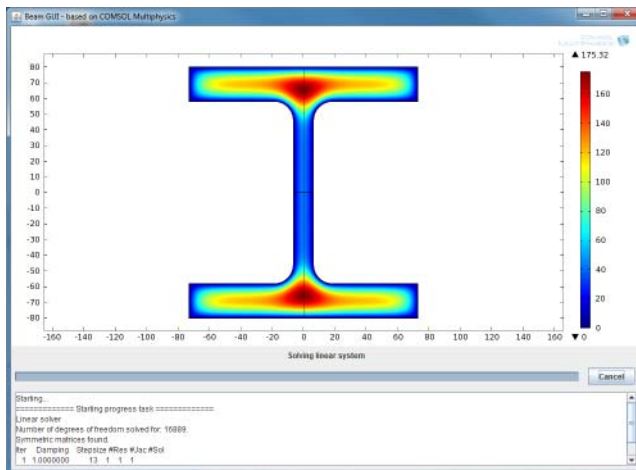 Beam GUI - based on COMSOL Multiphysics
▲ 175.32
80
70
60
50
40
30
20
10
0
-10
-20
-30
-40
-50
-60
-70
-80
-160 -140 -120 -100 -80 -60 -40 -20 0 20 40 60 80 100 120 140 160
160
140
120
100
80
60
40
20
0
▼ 0
Solving linear system
Cancel
Starting...
============= Starting progress task =============
Linear solver
Number of degrees of freedom solved for: 16889.
Symmetric matrices found.
Iter Damping Stepsize #Res #Jac #Sol
1 1.0000000 13 1 1 1